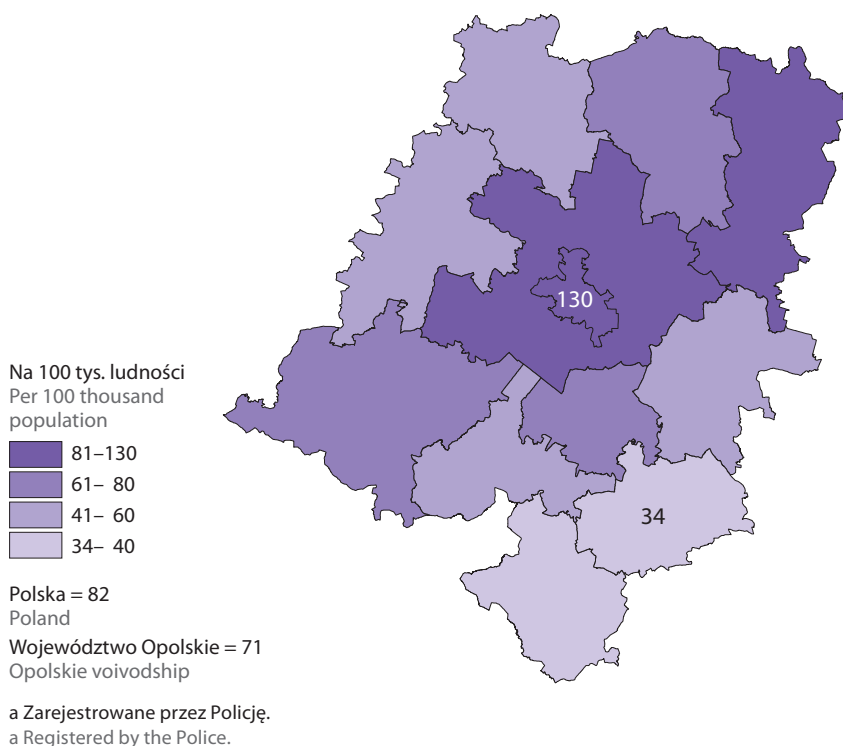 130
Na 100 tys. ludności
Per 100 thousand
population
81–130
61– 80
41– 60
34– 40
34
Polska = 82
Poland
Województwo Opolskie = 71
Opolskie voivodship
a Zarejestrowane przez Policję.
a Registered by the Police.